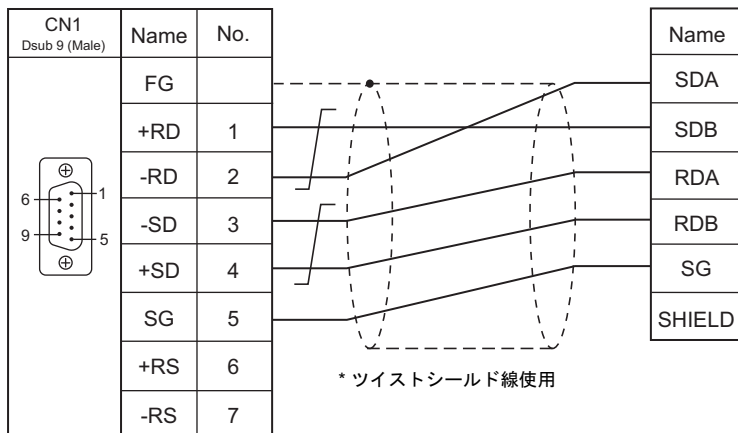 CN1
Dsub 9 (Male)
Name
No.
Name
FG
SDA
+RD
1
SDB
-RD
2
RDA
-SD
3
RDB
+SD
4
SG
SG
5
SHIELD
+RS
6
-RS
7
6
1
9
5
* ツイストシールド線使用